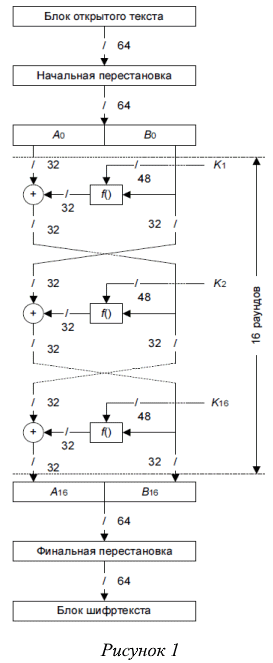 Блок открытого текста
64
Начальная перестановка
64
A0 B0
32 K1
48
+ f()
32
32 32
K2
32 48
+ f()
32
32 32
K16
32 48
+ f()
32
32 32
16 раундов
A16 B16
64
Финальная перестановка
64
Блок шифртекста
Рисунок 1